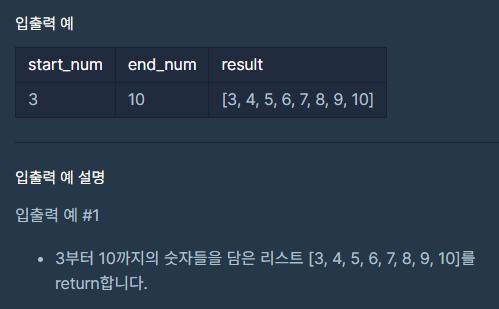 입출력 예
start_num end_num result
3 10 [3, 4, 5, 6, 7, 8, 9, 10]
입출력 예 설명
입출력 예 #1
• 3부터 10까지의 숫자들을 담은 리스트 [3, 4, 5, 6, 7, 8, 9, 10]를
return합니다.